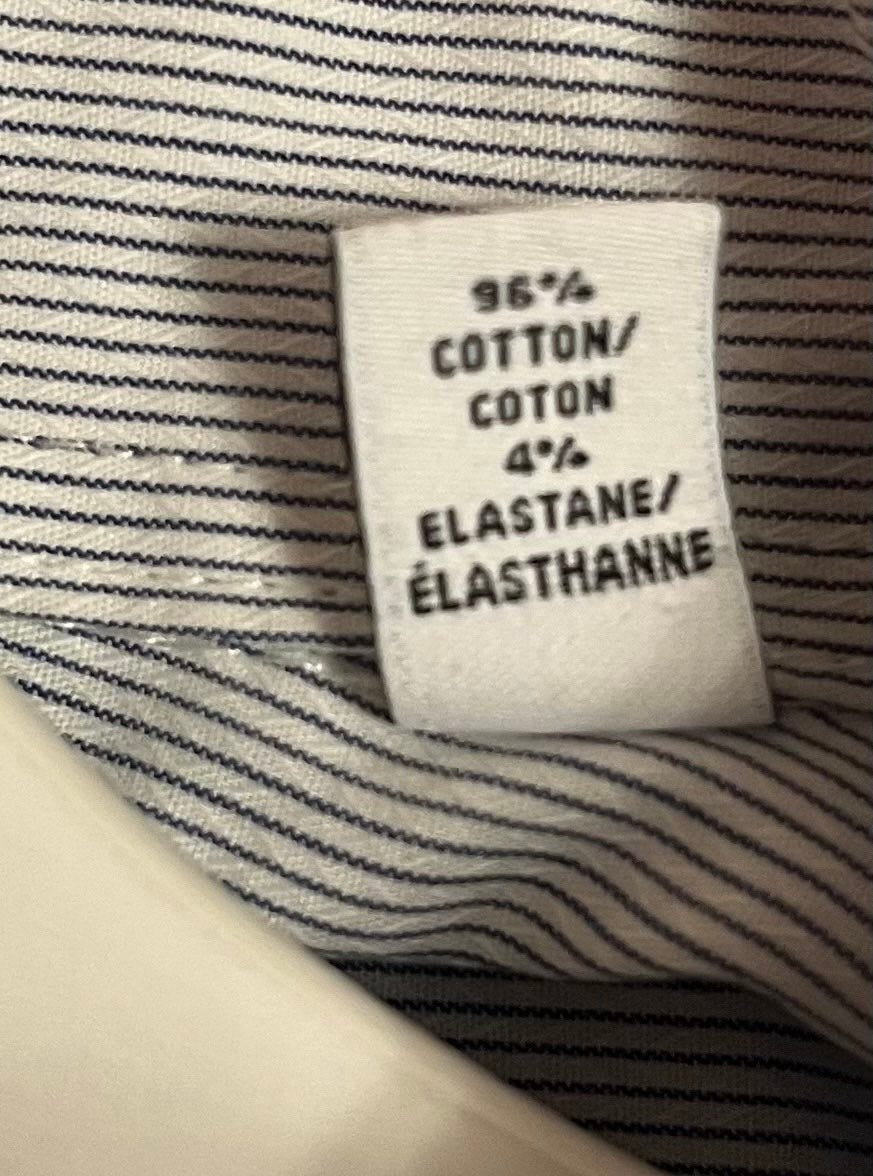 96%
COTTON/
COTON
4%
ELASTANE/
ÉLASTHANNE